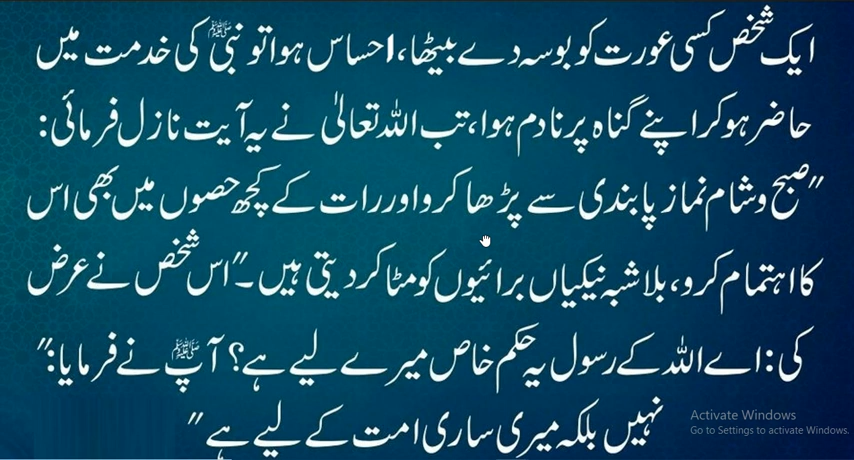 ایک شخص کسی عورت کو بوسہ دے بیٹھا، احساس ہوا تو نبی ﷺ کی خدمت میں
حاضر ہو کر اپنے گناہ پر نادم ہوا، تب اللہ تعالیٰ نے یہ آیت نازل فرمائی:
”صبح و شام نماز پابندی سے پڑھا کرو اور رات کے کچھ حصوں میں بھی اس
کا اہتمام کرو، بلاشبہ نیکیاں برائیوں کو مٹا کر دیتی ہیں۔“ اس شخص نے عرض
کی: اے اللہ کے رسول یہ حکم خاص میرے لیے ہے؟ آپ ﷺ نے فرمایا:”
نہیں بلکہ میری ساری امت کے لیے ہے“
Activate Windows
Go to Settings to activate Windows.